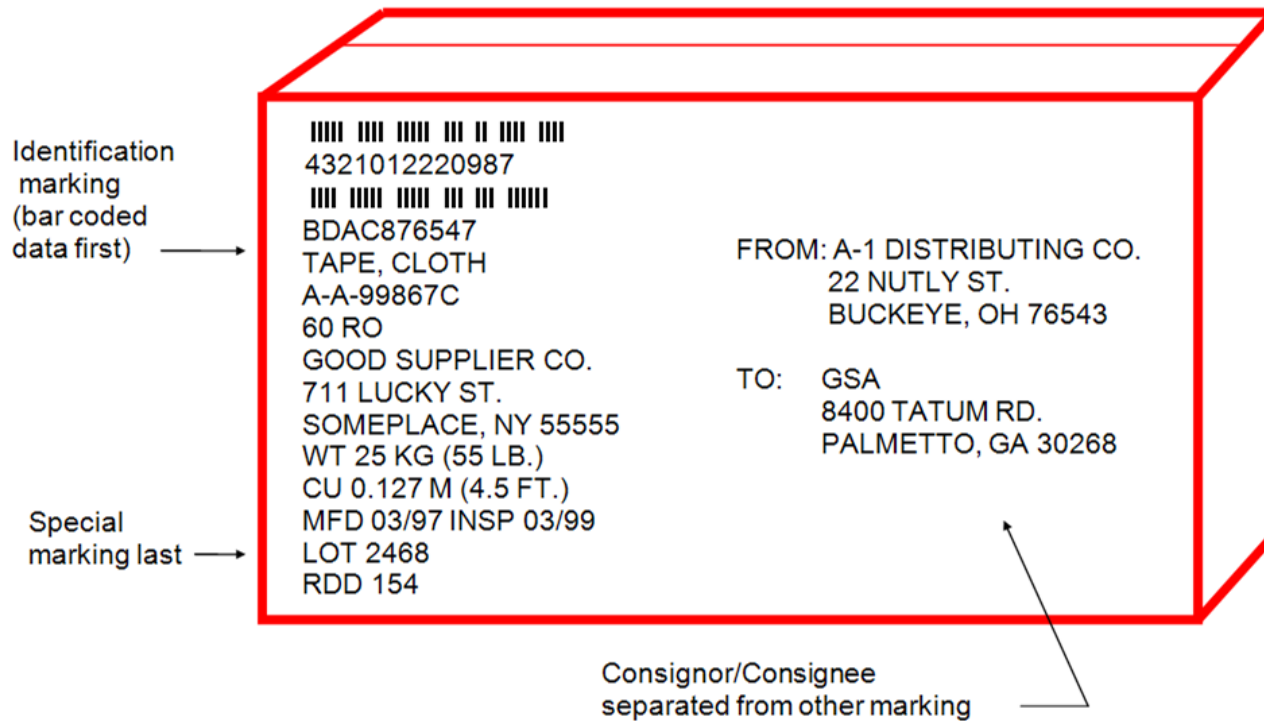 Identification
marking
(bar coded
data first)
Special
marking last
4321012220987
BDAC876547
TAPE, CLOTH
A-A-99867C
60 RO
GOOD SUPPLIER CO.
711 LUCKY ST.
SOMEPLACE, NY 55555
WT 25 KG (55 LB.)
CU 0.127 M (4.5 FT.)
MFD 03/97 INSP 03/99
LOT 2468
RDD 154
FROM: A-1 DISTRIBUTING CO.
22 NUTLY ST.
BUCKEYE, OH 76543
TO: GSA
8400 TATUM RD.
PALMETTO, GA 30268
Consignor/Consignee
separated from other marking